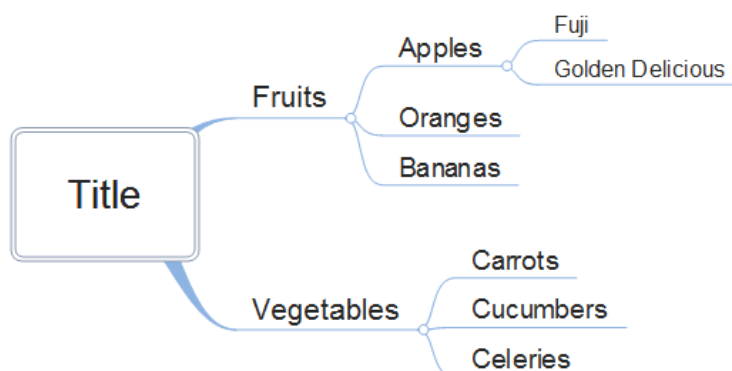 Title
Fruits
Apples
Fuji
Golden Delicious
Oranges
Bananas
Vegetables
Carrots
Cucumbers
Celeries